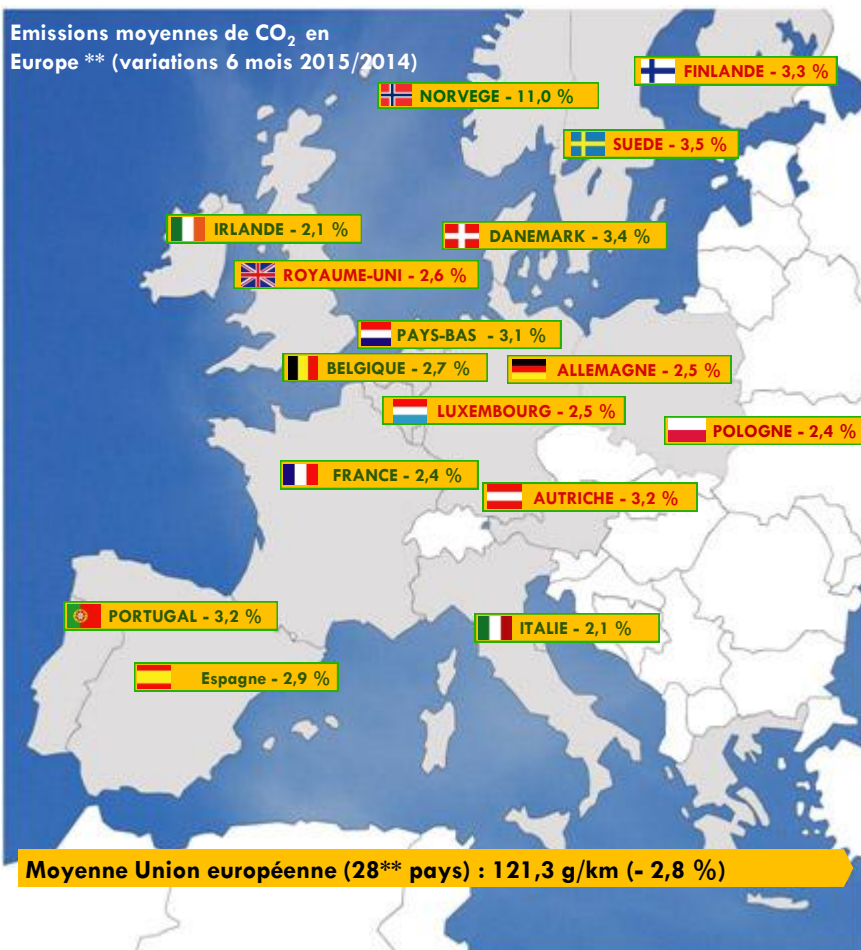 Emissions moyennes de CO₂ en
Europe ** (variations 6 mois 2015/2014)
FINLANDE - 3,3 %
NORVEGE - 11,0 %
SUEDE - 3,5 %
IRLANDE - 2,1 %
DANEMARK - 3,4 %
ROYAUME-UNI - 2,6 %
PAYS-BAS - 3,1 %
BELGIQUE - 2,7 %
ALLEMAGNE - 2,5 %
LUXEMBOURG - 2,5 %
POLOGNE - 2,4 %
FRANCE - 2,4 %
AUTRICHE - 3,2 %
PORTUGAL - 3,2 %
ITALIE - 2,1 %
Espagne - 2,9 %
Moyenne Union européenne (28** pays) : 121,3 g/km (- 2,8 %)